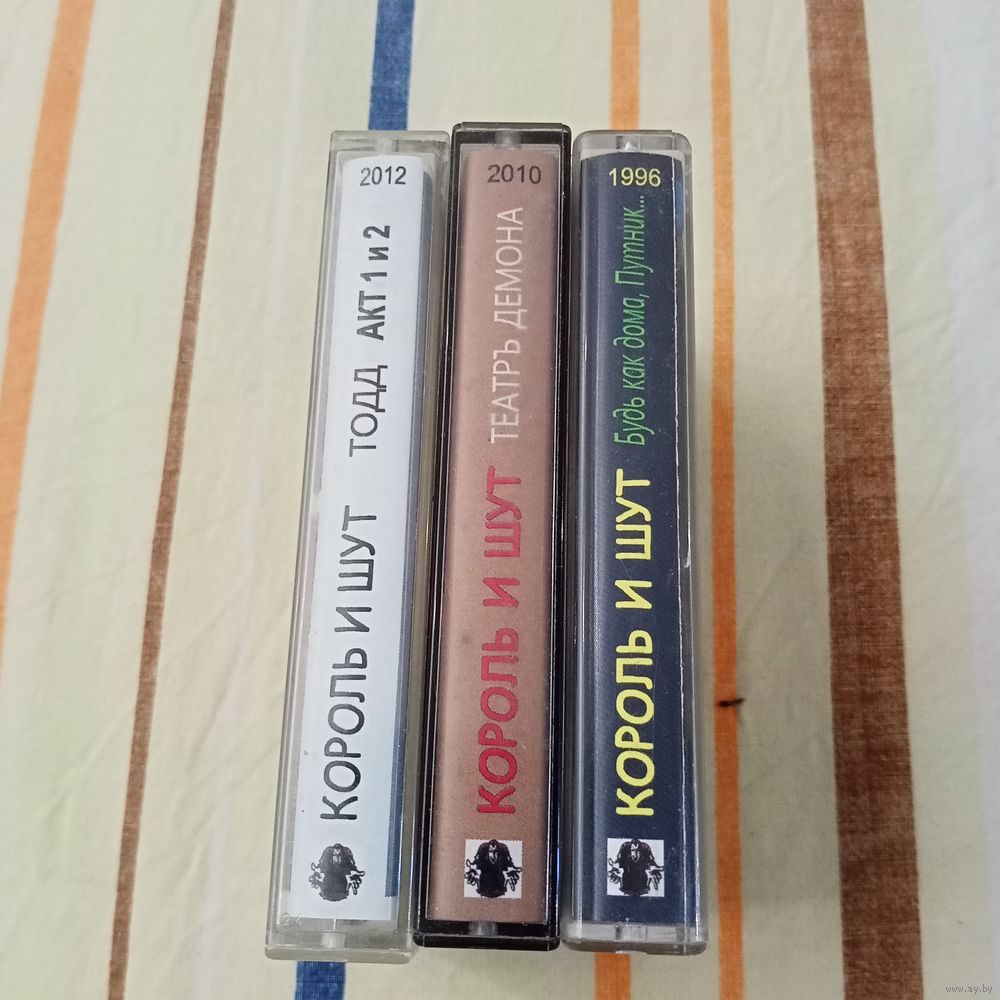 2012
КОРОЛЬ И ШУТ ТОДД АКТ 1 и 2
2010
КОРОЛЬ И ШУТ ТЕАТРЪ ДЕМОНА
1996
КОРОЛЬ И ШУТ Будь как дома, Путник...
www.ay.by